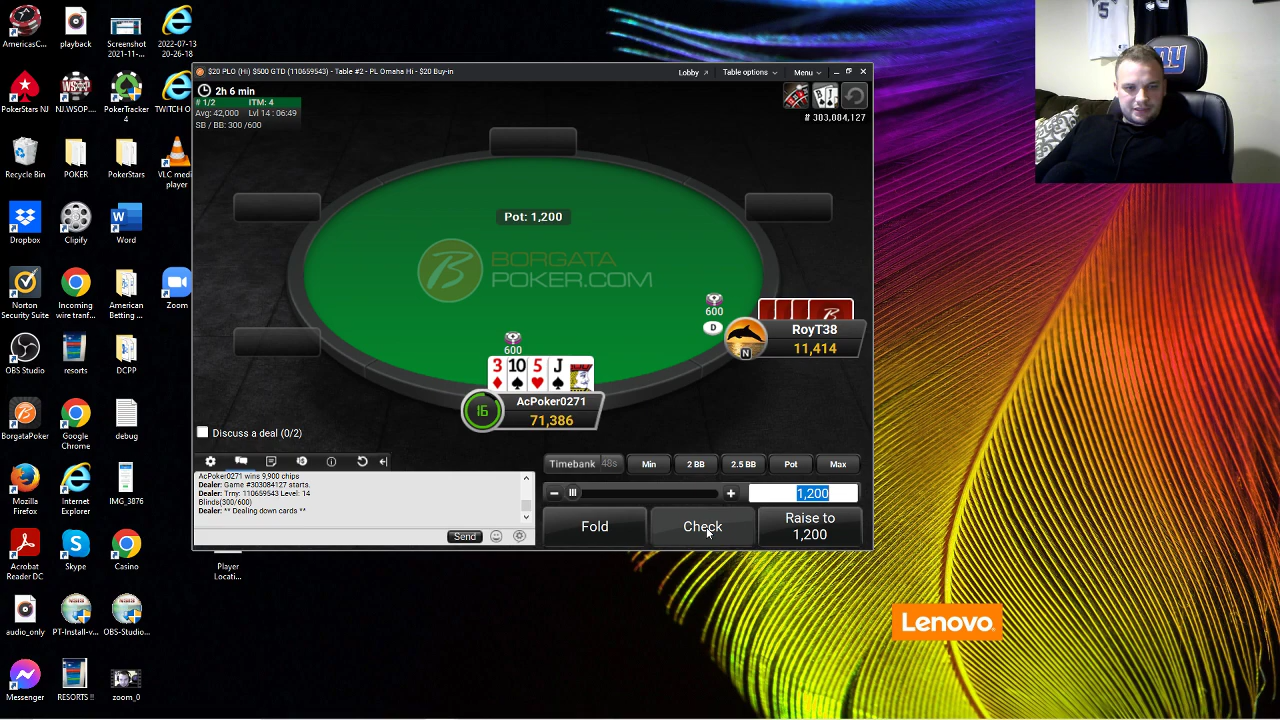 AmericasC...
playback
Screenshot 2021-11-...
2022-07-13 20-26-18
PokerStars NJ
NJ.WSOP....
PokerTracker 4
TWITCH O
Recycle Bin
POKER
PokerStars
VLC media player
Dropbox
Clipify
Word
Norton Security Suite
Incoming wire tranf...
American Betting ...
Zoom
OBS Studio
resorts
DCPP
BorgataPoker
Google Chrome
debug
Mozilla Firefox
Internet Explorer
IMG_3876
Acrobat Reader DC
Skype
Casino
Player Locati...
audio_only
PT-Install-v...
OBS-Studio...
Messenger
RESORTS !!
zoom_0
$20 PLO (Hi) $500 GTD (110659543) - Table #2 - PL Omaha Hi - $20 Buy-in
Lobby
Table options
Menu
2h 6 min
# 1/2 ITM: 4
Avg: 42,000 Lvl 14 : 06:49
SB / BB: 300 /600
# 303,084,127
Pot: 1,200
BORGATA
POKER.COM
600
D
RoyT38
N
11,414
600
3 10 5 J
AcPoker0271
16
71,386
Discuss a deal (0/2)
AcPoker0271 wins 9,900 chips
Dealer: Game #303084127 starts.
Dealer: Trny: 110659543 Level: 14
Blinds(300/600)
Dealer: ** Dealing down cards **
Send
Timebank 48s
Min
2 BB
2.5 BB
Pot
Max
1,200
Fold
Check
Raise to
1,200
Lenovo